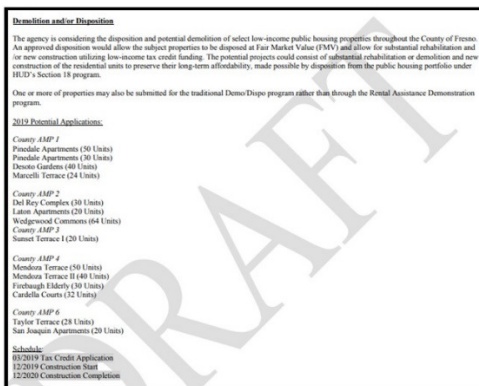 Demolition and/or Disposition
The agency is considering the disposition and potential demolition of select low-income public housing properties throughout the County of Fresno.
An approved disposition would allow the subject properties to be disposed at Fair Market Value (FMV) and allow for substantial rehabilitation and
/or new construction utilizing low-income tax credit funding. The potential projects could consist of substantial rehabilitation or demolition and new
construction of the residential units to preserve their long-term affordability, made possible by disposition from the public housing portfolio under
HUD's Section 18 program.
One or more of properties may also be submitted for the traditional Demo/Dispo program rather than through the Rental Assistance Demonstration
program.
2019 Potential Applications:
County AMP 1
Pinedale Apartments (50 Units)
Pinedale Apartments (30 Units)
Desoto Gardens (40 Units)
Marcelli Terrace (24 Units)
County AMP 2
Del Rey Complex (30 Units)
Laton Apartments (20 Units)
Wedgewood Commons (64 Units)
County AMP 3
Sunset Terrace I (20 Units)
County AMP 4
Mendoza Terrace (50 Units)
Mendoza Terrace II (40 Units)
Firebaugh Elderly (30 Units)
Cardella Courts (32 Units)
County AMP 6
Taylor Terrace (28 Units)
San Joaquin Apartments (20 Units)
Schedule:
03/2019 Tax Credit Application
12/2019 Construction Start
12/2020 Construction Completion
DRAFT